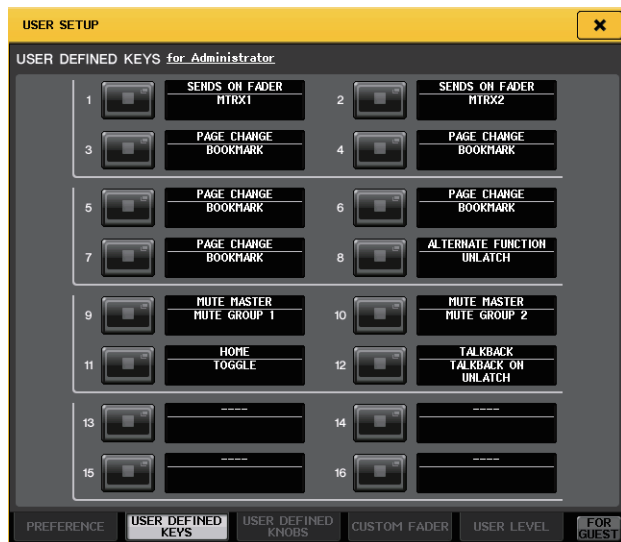 USER SETUP
USER DEFINED KEYS for Administrator
1 SENDS ON FADER
MTRX1
2 SENDS ON FADER
MTRX2
3 PAGE CHANGE
BOOKMARK
4 PAGE CHANGE
BOOKMARK
5 PAGE CHANGE
BOOKMARK
6 PAGE CHANGE
BOOKMARK
7 PAGE CHANGE
BOOKMARK
8 ALTERNATE FUNCTION
UNLATCH
9 MUTE MASTER
MUTE GROUP 1
10 MUTE MASTER
MUTE GROUP 2
11 HOME
TOGGLE
12 TALKBACK
TALKBACK ON
UNLATCH
13 ----
14 ----
15 ----
16 ----
PREFERENCE
USER DEFINED
KEYS
USER DEFINED
KNOBS
CUSTOM FADER
USER LEVEL
FOR
GUEST